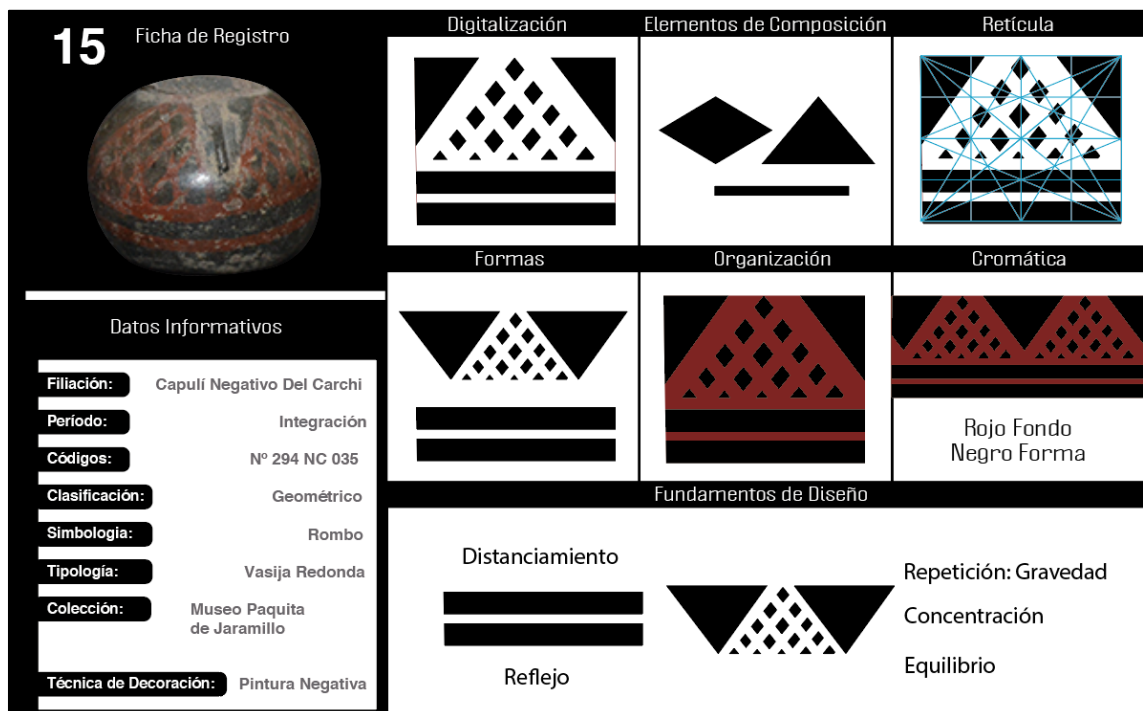 15
Ficha de Registro
Datos Informativos
Filiación: Capulí Negativo Del Carchi
Período: Integración
Códigos: Nº 294 NC 035
Clasificación: Geométrico
Simbologia: Rombo
Tipología: Vasija Redonda
Colección: Museo Paquita
de Jaramillo
Técnica de Decoración: Pintura Negativa
Digitalización
Elementos de Composición
Retícula
Formas
Organización
Cromática
Rojo Fondo
Negro Forma
Fundamentos de Diseño
Distanciamiento
Reflejo
Repetición: Gravedad
Concentración
Equilibrio